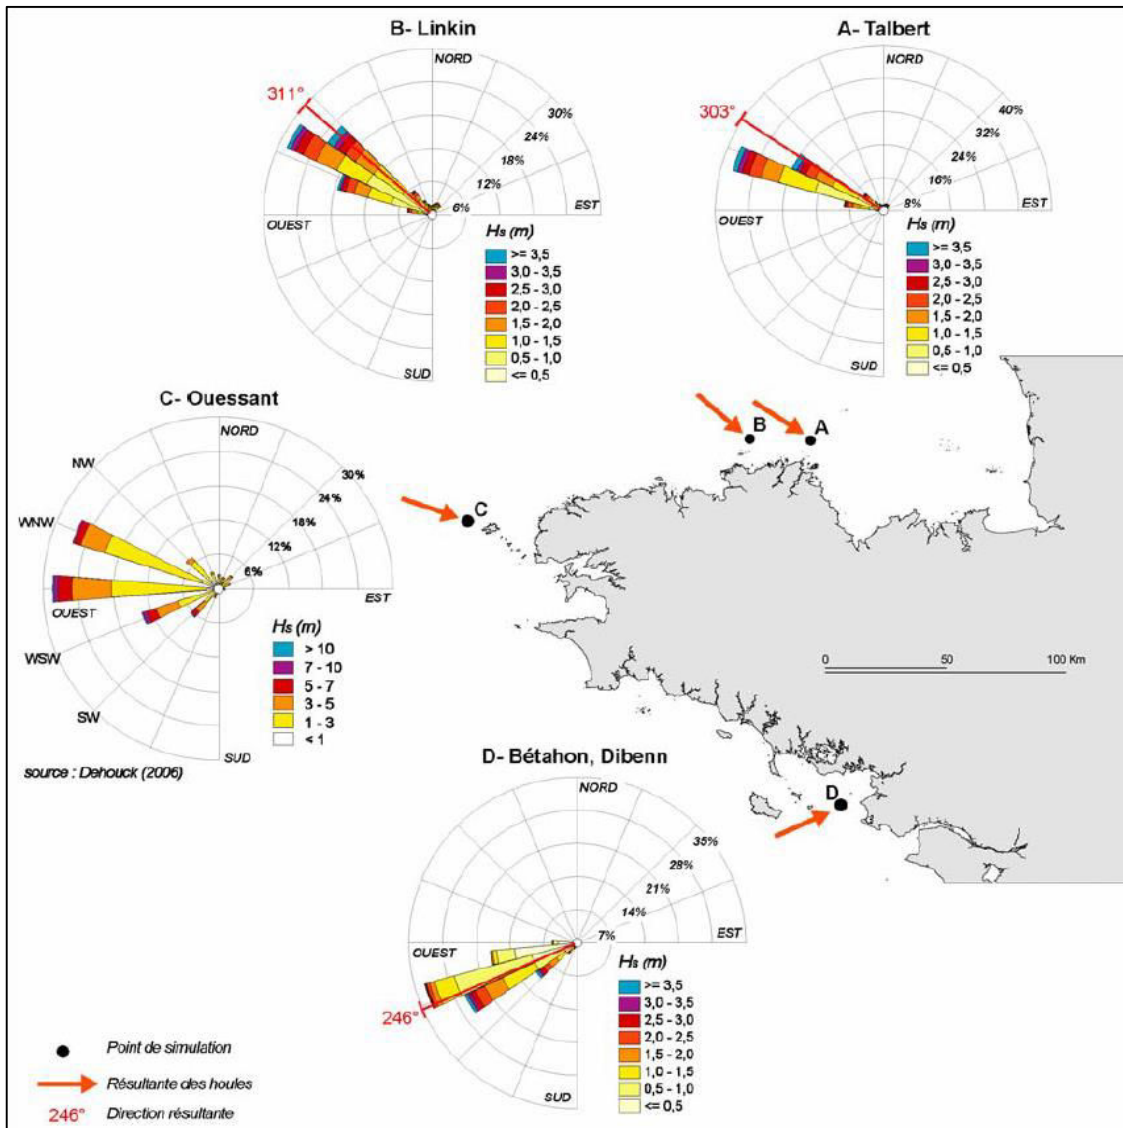 B- Linkin
NORD
311°
30%
24%
18%
12%
6%
EST
OUEST
SUD
Hs (m)
>= 3,5
3,0 - 3,5
2,5 - 3,0
2,0 - 2,5
1,5 - 2,0
1,0 - 1,5
0,5 - 1,0
<= 0,5
A- Talbert
NORD
303°
40%
32%
24%
16%
8%
EST
OUEST
SUD
Hs (m)
>= 3,5
3,0 - 3,5
2,5 - 3,0
2,0 - 2,5
1,5 - 2,0
1,0 - 1,5
0,5 - 1,0
<= 0,5
C- Ouessant
NORD
NW
WNW
OUEST
WSW
SW
SUD
30%
24%
18%
12%
6%
EST
Hs (m)
> 10
7 - 10
5 - 7
3 - 5
1 - 3
< 1
source : Dehouck (2006)
B
A
C
D
0
50
100 Km
D- Bétahon, Dibenn
NORD
35%
28%
21%
14%
7%
EST
OUEST
246°
SUD
Hs (m)
>= 3,5
3,0 - 3,5
2,5 - 3,0
2,0 - 2,5
1,5 - 2,0
1,0 - 1,5
0,5 - 1,0
<= 0,5
Point de simulation
Résultante des houles
246° Direction résultante